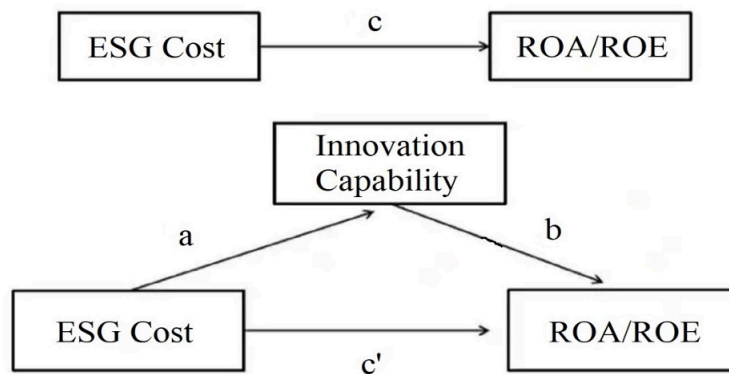 c
ESG Cost
ROA/ROE
Innovation
Capability
a
b
ESG Cost
ROA/ROE
c'